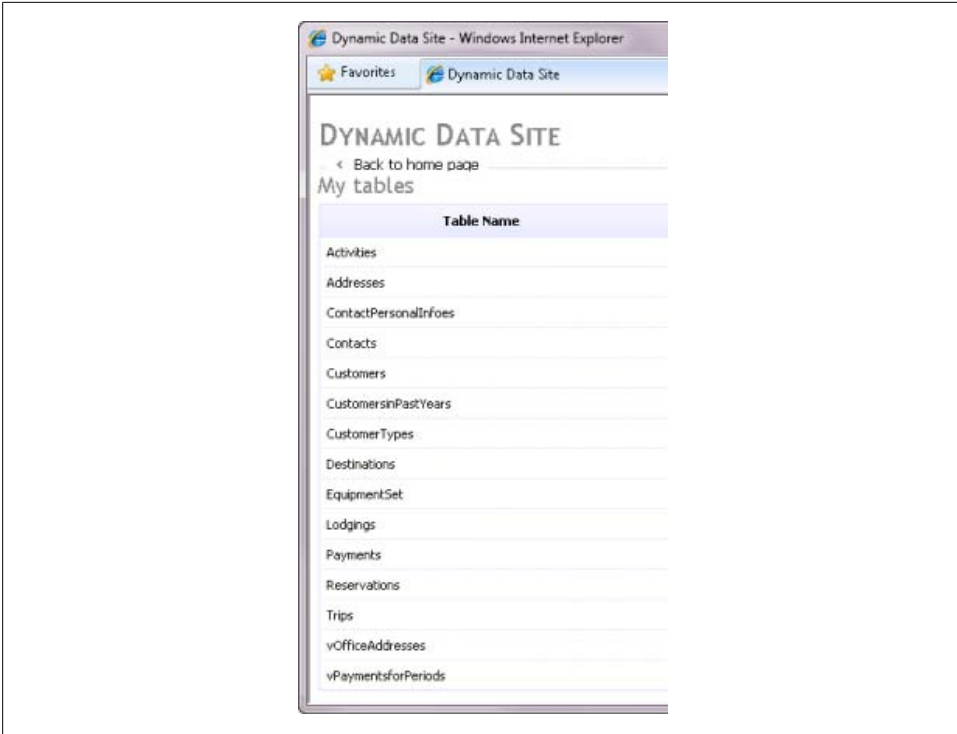 Dynamic Data Site - Windows Internet Explorer
Favorites Dynamic Data Site
DYNAMIC DATA SITE
< Back to home page
My tables
Table Name
Activities
Addresses
ContactPersonalInfoes
Contacts
Customers
CustomersinPastYears
CustomerTypes
Destinations
EquipmentSet
Lodgings
Payments
Reservations
Trips
vOfficeAddresses
vPaymentsforPeriods